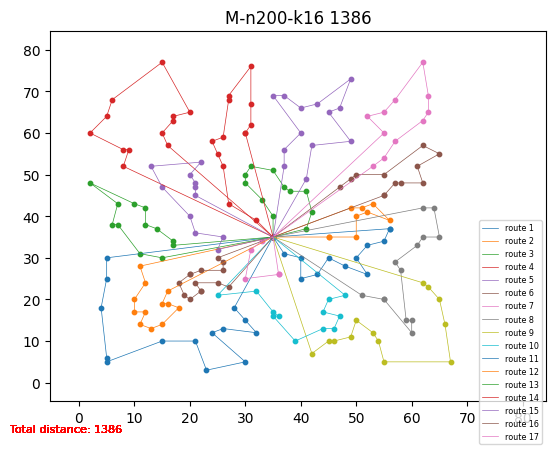 M-n200-k16 1386
80
70
60
50
40
30
20
10
0
0 10 20 30 40 50 60 70 80
route 1
route 2
route 3
route 4
route 5
route 6
route 7
route 8
route 9
route 10
route 11
route 12
route 13
route 14
route 15
route 16
route 17
Total distance: 1386